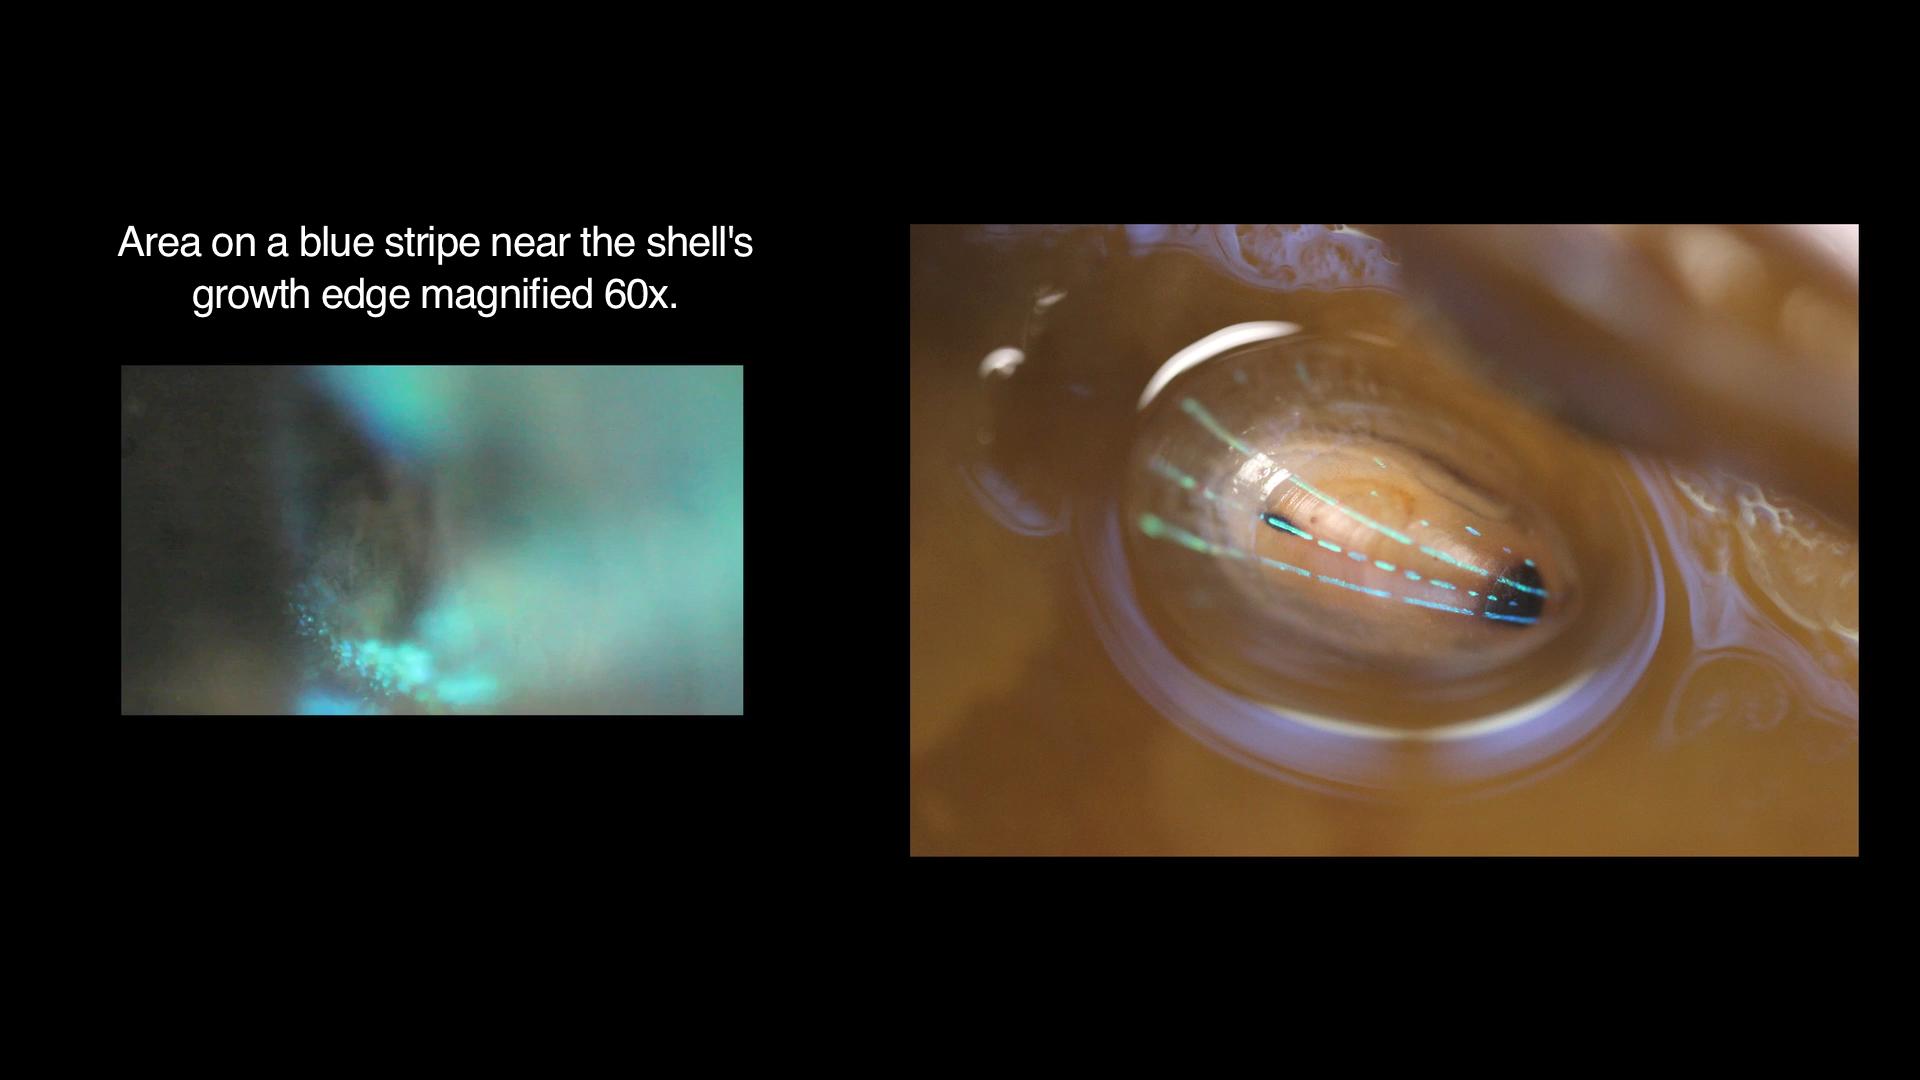 Area on a blue stripe near the shell's
growth edge magnified 60x.